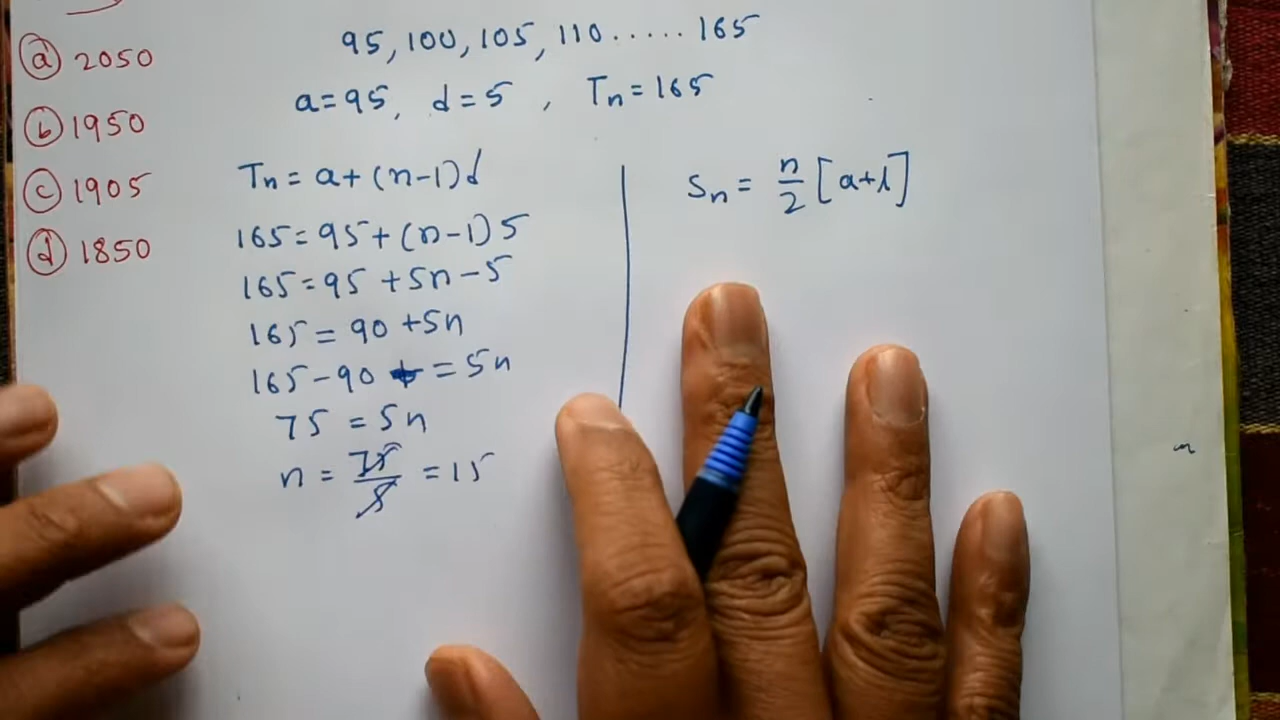 95, 100, 105, 110 ..... 165
a = 95, d = 5, Tn = 165
(a) 2050
(b) 1950
(c) 1905
(d) 1850
Tn = a + (n-1)d
165 = 95 + (n-1) 5
165 = 95 + 5n - 5
165 = 90 + 5n
165 - 90 = 5n
75 = 5n
n = 75/5 = 15
Sn = n/2 [a+l]